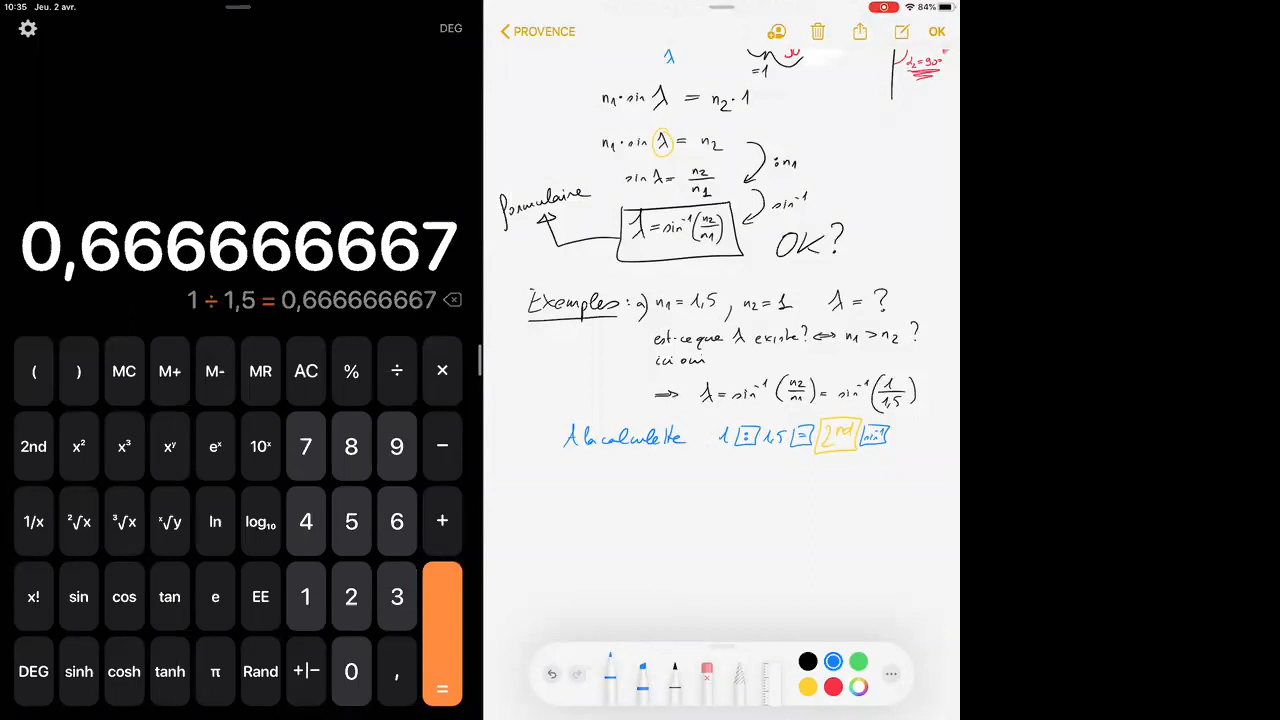 10:35 Jeu. 2 avr.
DEG
0,666666667
1 ÷ 1,5 = 0,666666667
( ) MC M+ M- MR AC % ÷ ×
2nd x² x³ xʸ eˣ 10ˣ 7 8 9 −
1/x ²√x ³√x ˣ√y ln log₁₀ 4 5 6 +
x! sin cos tan e EE 1 2 3
DEG sinh cosh tanh π Rand +|− 0 , =
84%
PROVENCE
OK
λ
=1
α₂=90°
n₁·sin λ = n₂·1
n₁·sin λ = n₂
:n₁
sin λ = n₂/n₁
sin⁻¹
formulaire
λ = sin⁻¹(n₂/n₁)
OK?
Exemples : a) n₁ = 1,5 , n₂ = 1 λ = ?
est-ce que λ existe? ⇔ n₁ > n₂ ?
ici oui
⇒ λ = sin⁻¹(n₂/n₁) = sin⁻¹(1/1,5)
A la calculette 1 : 1,5 = 2nd sin⁻¹